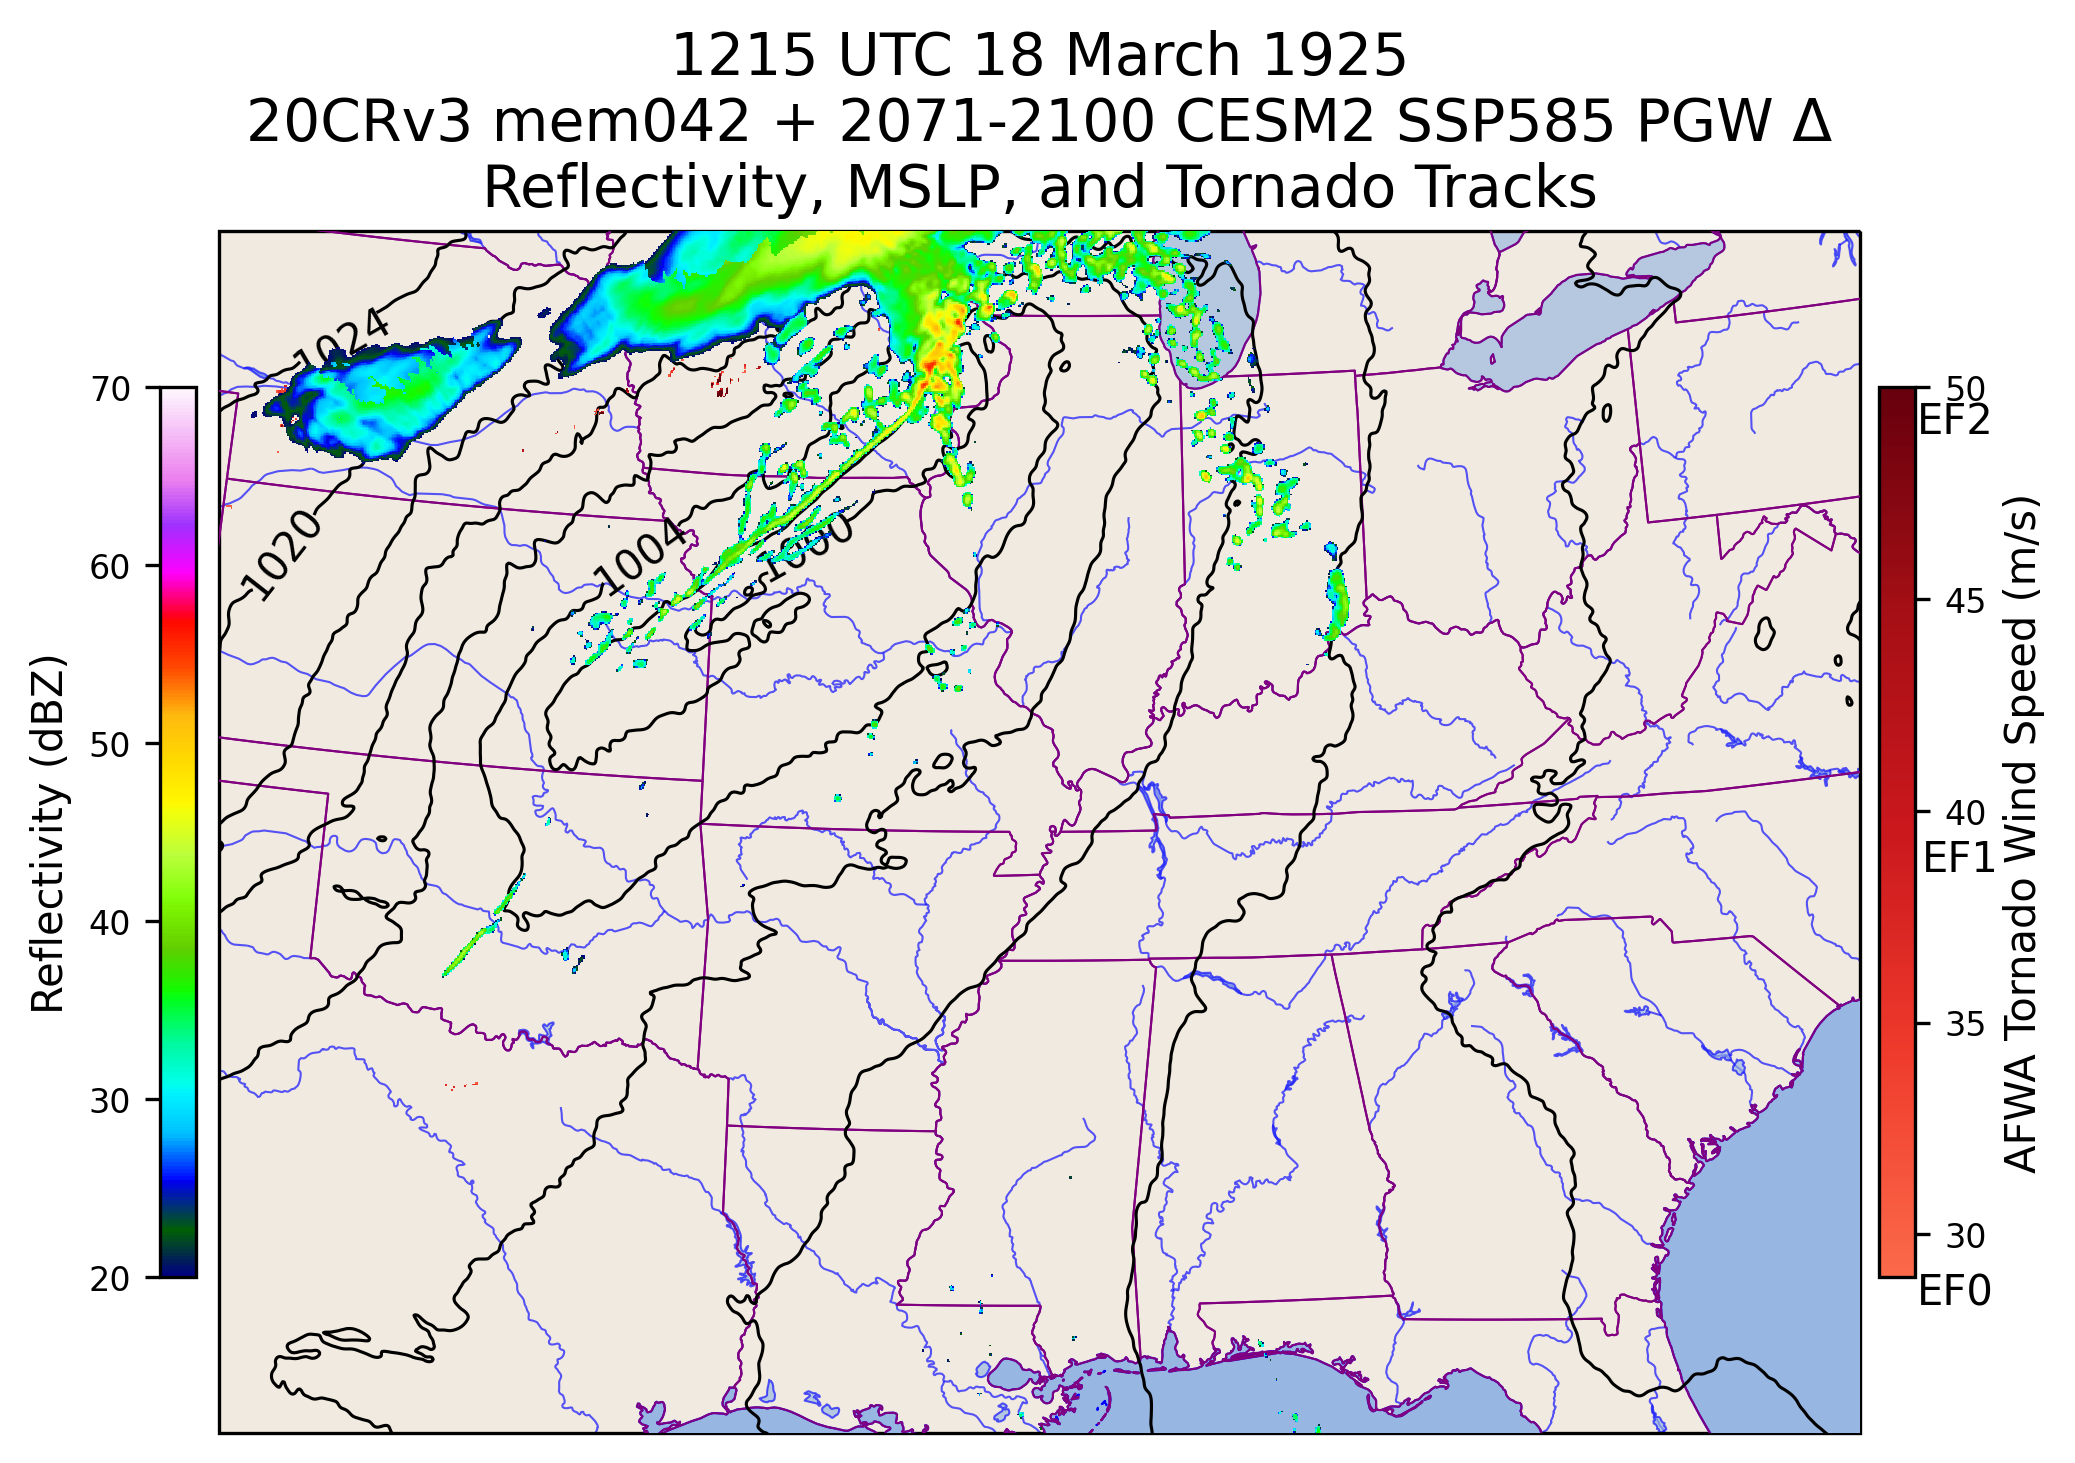 1215 UTC 18 March 1925
20CRv3 mem042 + 2071-2100 CESM2 SSP585 PGW Δ
Reflectivity, MSLP, and Tornado Tracks
1024
1020
1004
1000
70
60
50
40
30
20
Reflectivity (dBZ)
50
EF2
45
40
EF1
35
30
EF0
AFWA Tornado Wind Speed (m/s)